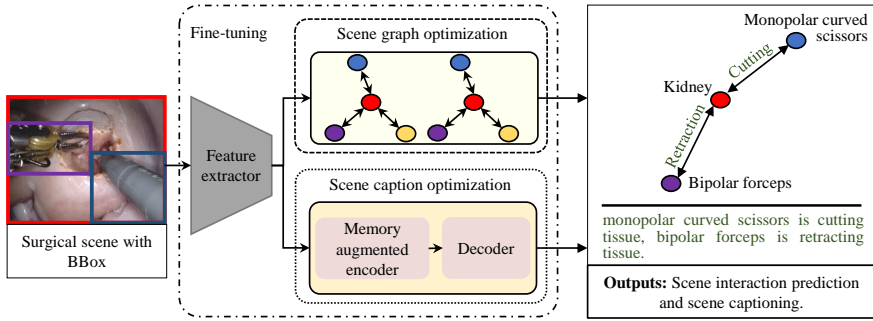 Fine-tuning
Scene graph optimization
Feature
extractor
Scene caption optimization
Memory
augmented
encoder
Decoder
Surgical scene with
BBox
Monopolar curved
scissors
Cutting
Kidney
Retraction
Bipolar forceps
monopolar curved scissors is cutting
tissue, bipolar forceps is retracting
tissue.
Outputs: Scene interaction prediction
and scene captioning.